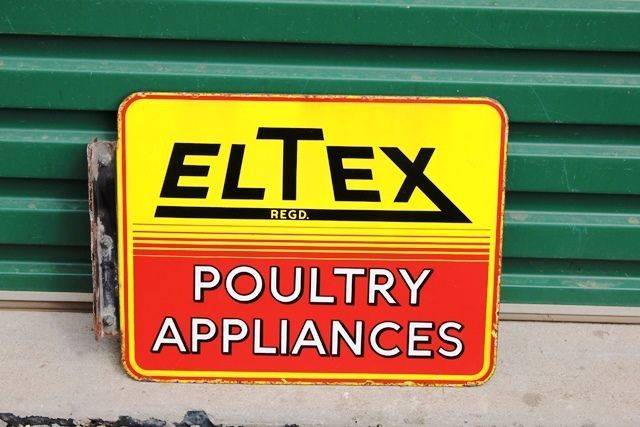 ELTEX
REGD.
POULTRY
APPLIANCES